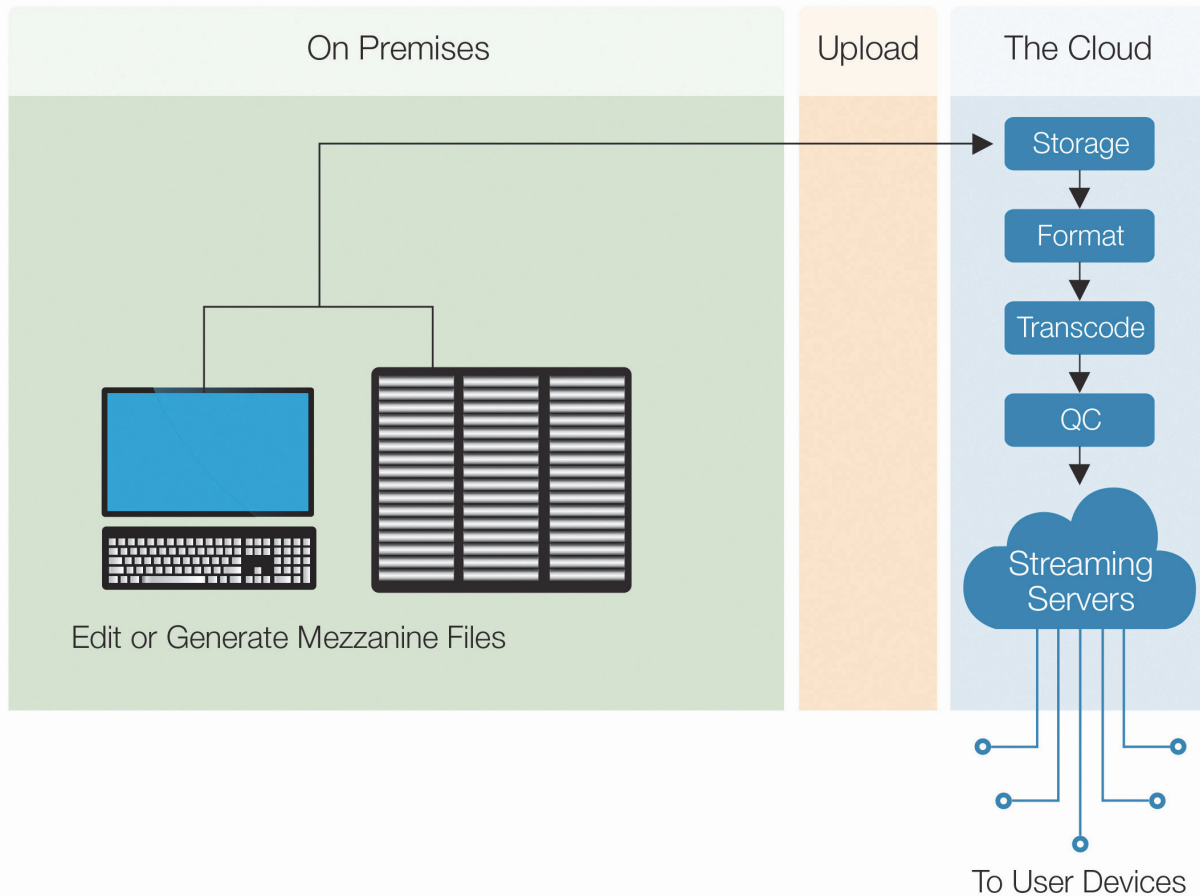 On Premises
Upload
The Cloud
Storage
Format
Transcode
QC
Streaming
Servers
Edit or Generate Mezzanine Files
To User Devices